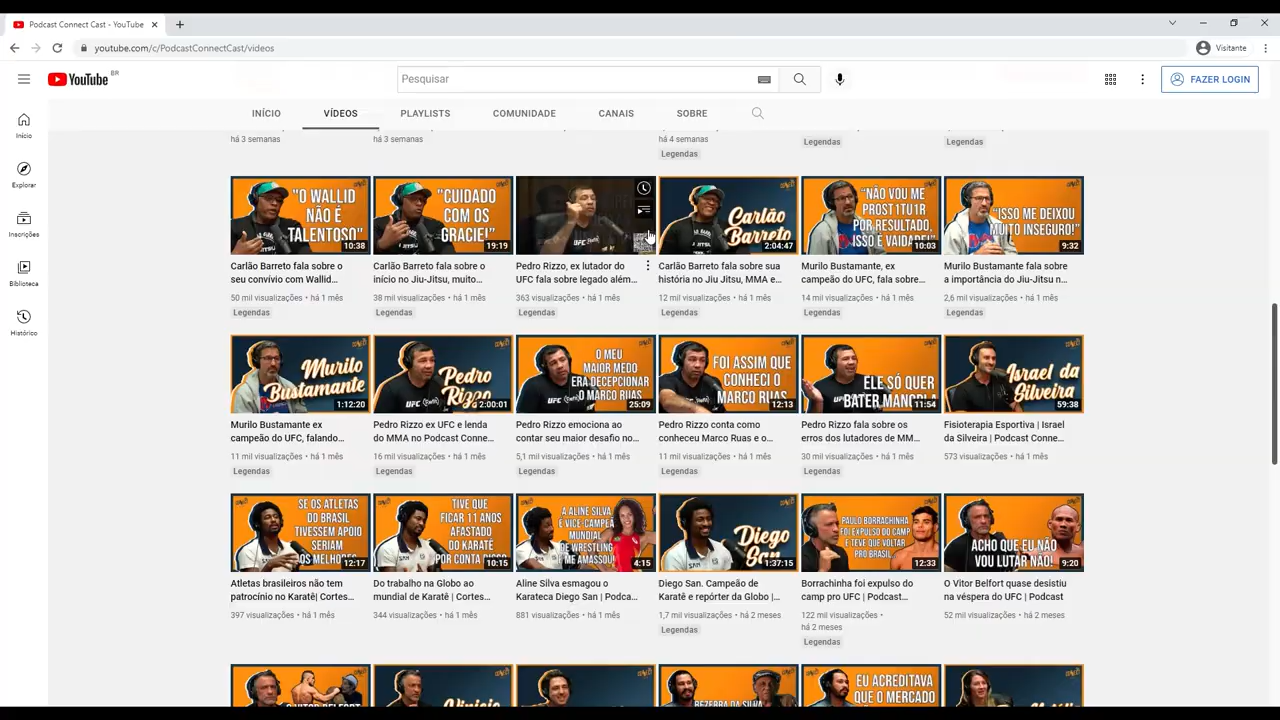 Podcast Connect Cast - YouTube
youtube.com/c/PodcastConnectCast/videos
Visitante
YouTube BR
Pesquisar
FAZER LOGIN
INÍCIO VÍDEOS PLAYLISTS COMUNIDADE CANAIS SOBRE
Início
Explorar
Inscrições
Biblioteca
Histórico
há 3 semanas
há 3 semanas
há 4 semanas
Legendas
Legendas
Legendas
"O WALLID
NÃO É
TALENTOSO"
10:38
Carlão Barreto fala sobre o
seu convívio com Wallid...
50 mil visualizações • há 1 mês
Legendas
"CUIDADO
COM OS
GRACIE!"
19:19
Carlão Barreto fala sobre o
início no Jiu-Jitsu, muito...
38 mil visualizações • há 1 mês
Legendas
UFC
Pedro Rizzo, ex lutador do
UFC fala sobre legado além...
363 visualizações • há 1 mês
Legendas
Carlão
Barreto
2:04:47
Carlão Barreto fala sobre sua
história no Jiu Jitsu, MMA e...
12 mil visualizações • há 1 mês
Legendas
"NÃO VOU ME
PROST1TU1R
POR RESULTADO,
ISSO É VAIDADE!"
10:03
Murilo Bustamante, ex
campeão do UFC, fala sobre...
14 mil visualizações • há 1 mês
Legendas
"ISSO ME DEIXOU
MUITO INSEGURO!"
9:32
Murilo Bustamante fala sobre
a importância do Jiu-Jitsu n...
2,6 mil visualizações • há 1 mês
Legendas
Murilo
Bustamante
1:12:20
Murilo Bustamante ex
campeão do UFC, falando...
11 mil visualizações • há 1 mês
Legendas
Pedro
Rizzo
UFC
2:00:01
Pedro Rizzo ex UFC e lenda
do MMA no Podcast Conne...
16 mil visualizações • há 1 mês
Legendas
O MEU
MAIOR MEDO
ERA DECEPCIONAR
O MARCO RUAS
UFC
25:09
Pedro Rizzo emociona ao
contar seu maior desafio no...
5,1 mil visualizações • há 1 mês
Legendas
FOI ASSIM QUE
CONHECI O
MARCO RUAS
UFC
12:13
Pedro Rizzo conta como
conheceu Marco Ruas e o...
11 mil visualizações • há 1 mês
Legendas
ELE SÓ QUER
BATER MANOPLA
11:54
Pedro Rizzo fala sobre os
erros dos lutadores de MM...
30 mil visualizações • há 1 mês
Legendas
Israel da
Silveira
59:38
Fisioterapia Esportiva | Israel
da Silveira | Podcast Conne...
573 visualizações • há 1 mês
SE OS ATLETAS
DO BRASIL
TIVESSEM APOIO
SERIAM
OS MELHORES
12:17
Atletas brasileiros não tem
patrocínio no Karatê| Cortes...
397 visualizações • há 1 mês
TIVE QUE
FICAR 11 ANOS
AFASTADO
DO KARATÊ
POR CONTA DISSO
10:15
Do trabalho na Globo ao
mundial de Karatê | Cortes...
344 visualizações • há 1 mês
A ALINE SILVA
É VICE-CAMPEÃ
MUNDIAL
DE WRESTLING
E ME AMASSOU!
4:15
Aline Silva esmagou o
Karateca Diego San | Podca...
881 visualizações • há 1 mês
Diego
San
1:37:15
Diego San. Campeão de
Karatê e repórter da Globo |...
1,7 mil visualizações • há 2 meses
Legendas
PAULO BORRACHINHA
FOI EXPULSO DO CAMP
E TEVE QUE VOLTAR
PRO BRASIL
12:33
Borrachinha foi expulso do
camp pro UFC | Podcast...
122 mil visualizações •
há 2 meses
Legendas
ACHO QUE EU NÃO
VOU LUTAR NÃO!
9:20
O Vitor Belfort quase desistiu
na véspera do UFC | Podcast
52 mil visualizações • há 2 meses
O VITOR BELFORT
BEZERRA DA SILVA
EU ACREDITAVA
QUE O MERCADO